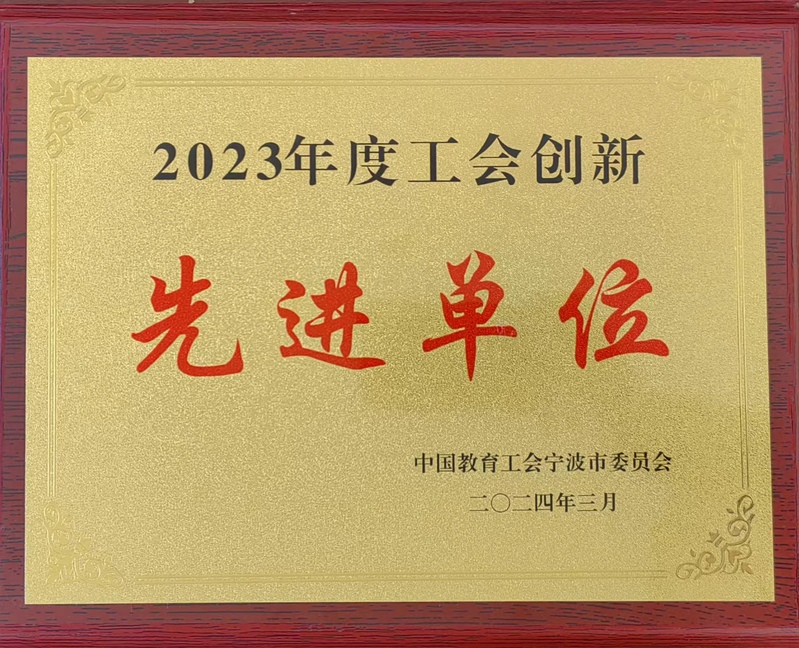 2023年度工会创新
先进单位
中国教育工会宁波市委员会
二〇二四年三月